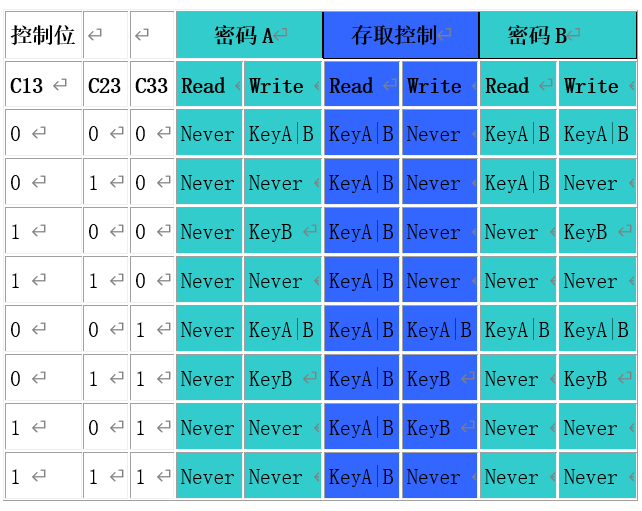 控制位 密码 A 存取控制 密码 B
C13 C23 C33 Read Write Read Write Read Write
0 0 0 Never KeyA|B KeyA|B Never KeyA|B KeyA|B
0 1 0 Never Never KeyA|B Never KeyA|B Never
1 0 0 Never KeyB KeyA|B Never Never KeyB
1 1 0 Never Never KeyA|B Never Never Never
0 0 1 Never KeyA|B KeyA|B KeyA|B KeyA|B KeyA|B
0 1 1 Never KeyB KeyA|B KeyB Never KeyB
1 0 1 Never Never KeyA|B KeyB Never Never
1 1 1 Never Never KeyA|B Never Never Never